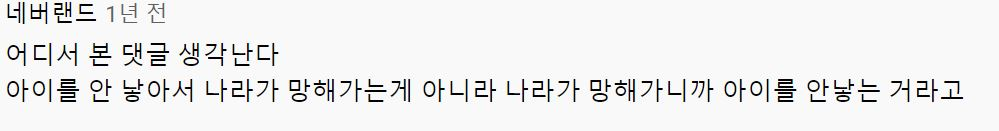 네버랜드 1년 전
어디서 본 댓글 생각난다
아이를 안 낳아서 나라가 망해가는게 아니라 나라가 망해가니까 아이를 안낳는 거라고